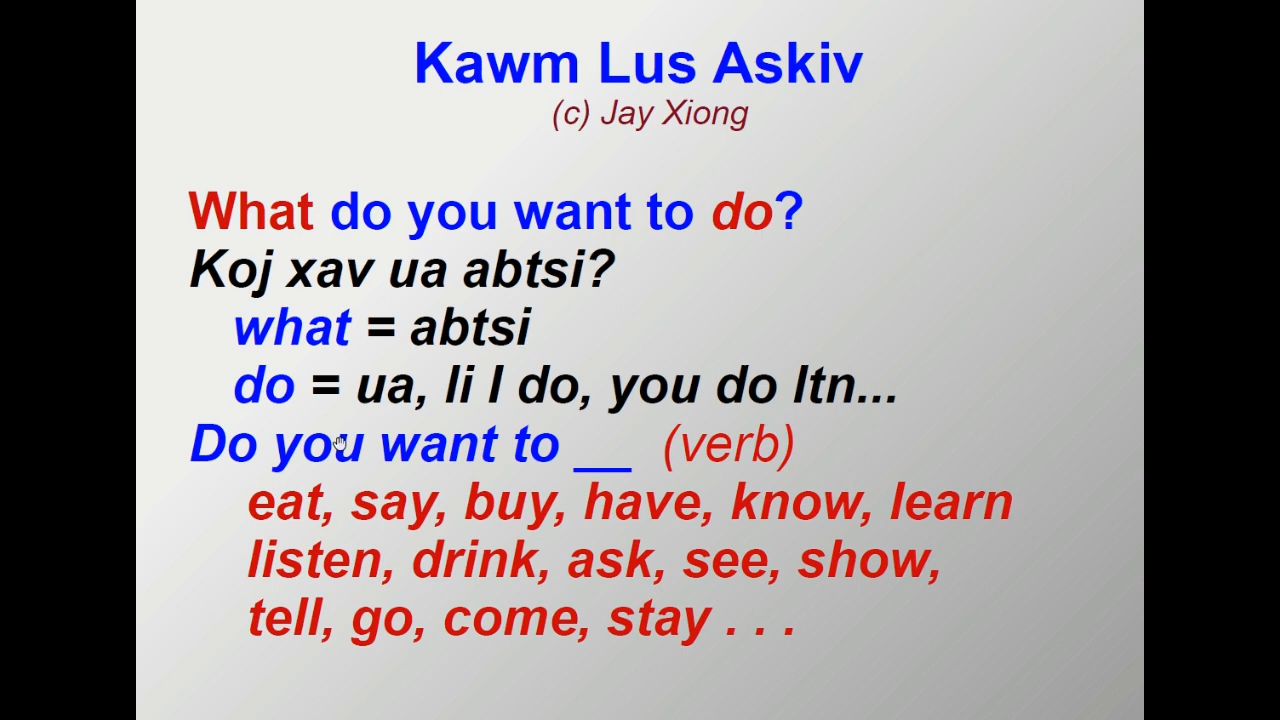 Kawm Lus Askiv
(c) Jay Xiong
What do you want to do?
Koj xav ua abtsi?
what = abtsi
do = ua, li I do, you do ltn...
Do you want to __ (verb)
eat, say, buy, have, know, learn
listen, drink, ask, see, show,
tell, go, come, stay . . .